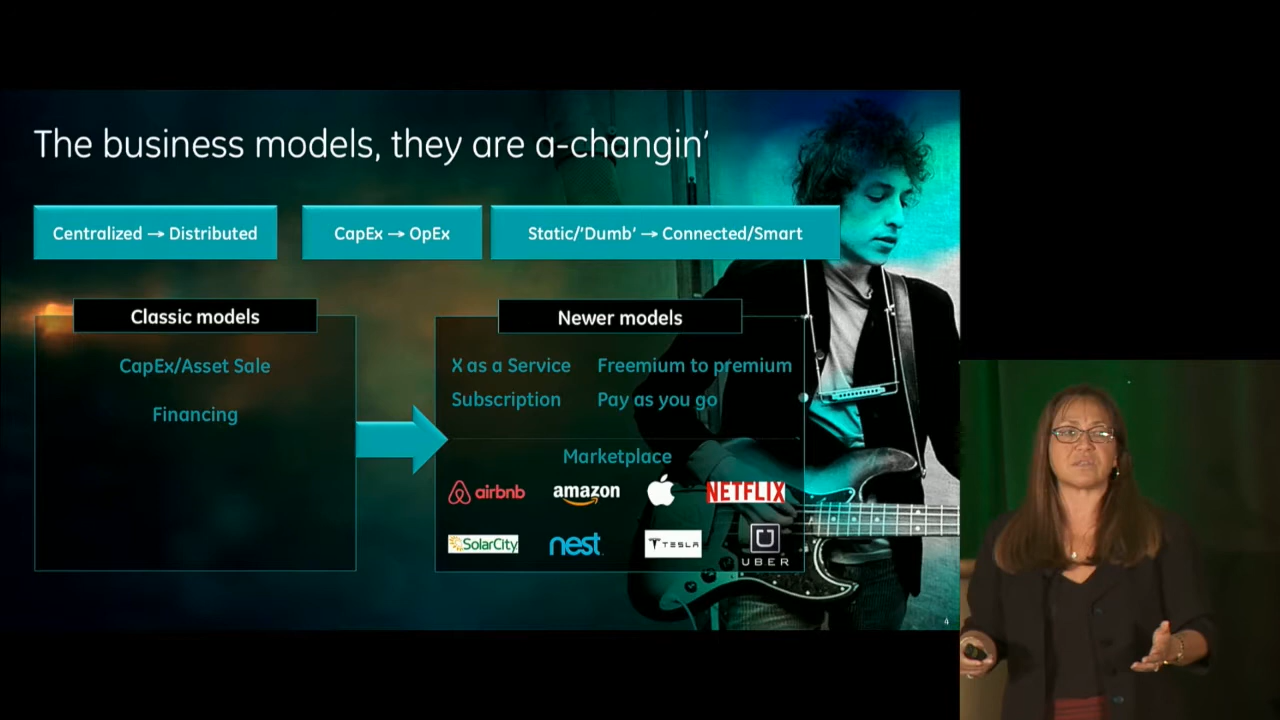 The business models, they are a-changin’
Centralized → Distributed
CapEx → OpEx
Static/’Dumb’ → Connected/Smart
Classic models
CapEx/Asset Sale
Financing
Newer models
X as a Service
Freemium to premium
Subscription
Pay as you go
Marketplace
airbnb
amazon
NETFLIX
SolarCity
nest
TESLA
UBER
4